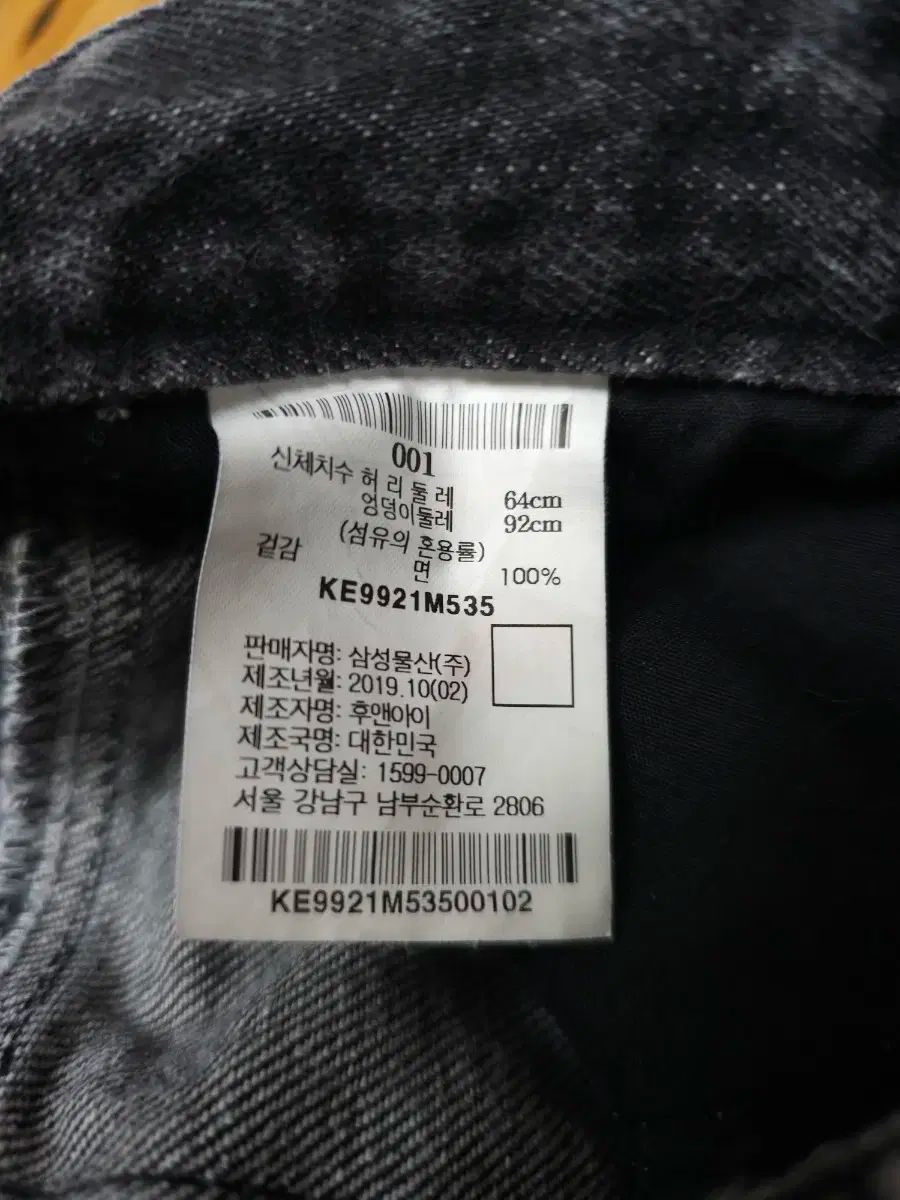 001
신체치수 허 리 둘 레 64cm
엉덩이둘레 92cm
(섬유의 혼용률)
겉감 면 100%
KE9921M535
판매자명: 삼성물산(주)
제조년월: 2019.10(02)
제조자명: 후앤아이
제조국명: 대한민국
고객상담실: 1599-0007
서울 강남구 남부순환로 2806
KE9921M53500102